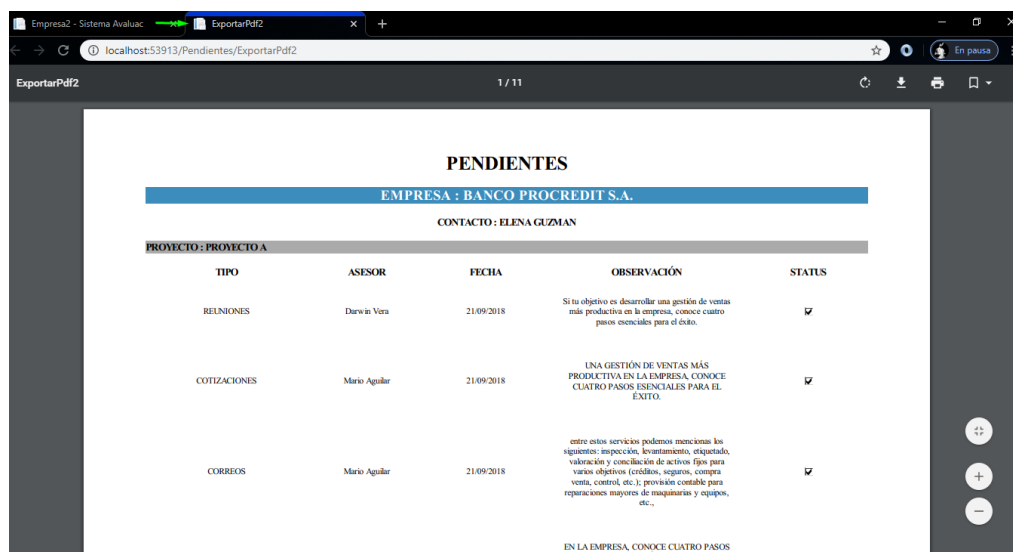 Empresa2 - Sistema Avaluac
ExportarPdf2
localhost:53913/Pendientes/ExportarPdf2
En pausa
ExportarPdf2
1 / 11
PENDIENTES
EMPRESA : BANCO PROCREDIT S.A.
CONTACTO : ELENA GUZMAN
PROYECTO : PROYECTO A
TIPO ASESOR FECHA OBSERVACIÓN STATUS
Si tu objetivo es desarrollar una gestión de ventas
REUNIONES Darwin Vera 21/09/2018 más productiva en la empresa, conoce cuatro
pasos esenciales para el éxito.
UNA GESTIÓN DE VENTAS MÁS
COTIZACIONES Mario Aguilar 21/09/2018 PRODUCTIVA EN LA EMPRESA, CONOCE
CUATRO PASOS ESENCIALES PARA EL
ÉXITO.
entre estos servicios podemos mencionas los
siguientes: inspección, levantamiento, etiquetado,
valoración y conciliación de activos fijos para
CORREOS Mario Aguilar 21/09/2018 varios objetivos (créditos, seguros, compra
venta, control, etc.); provisión contable para
reparaciones mayores de maquinarias y equipos,
etc.,
EN LA EMPRESA, CONOCE CUATRO PASOS